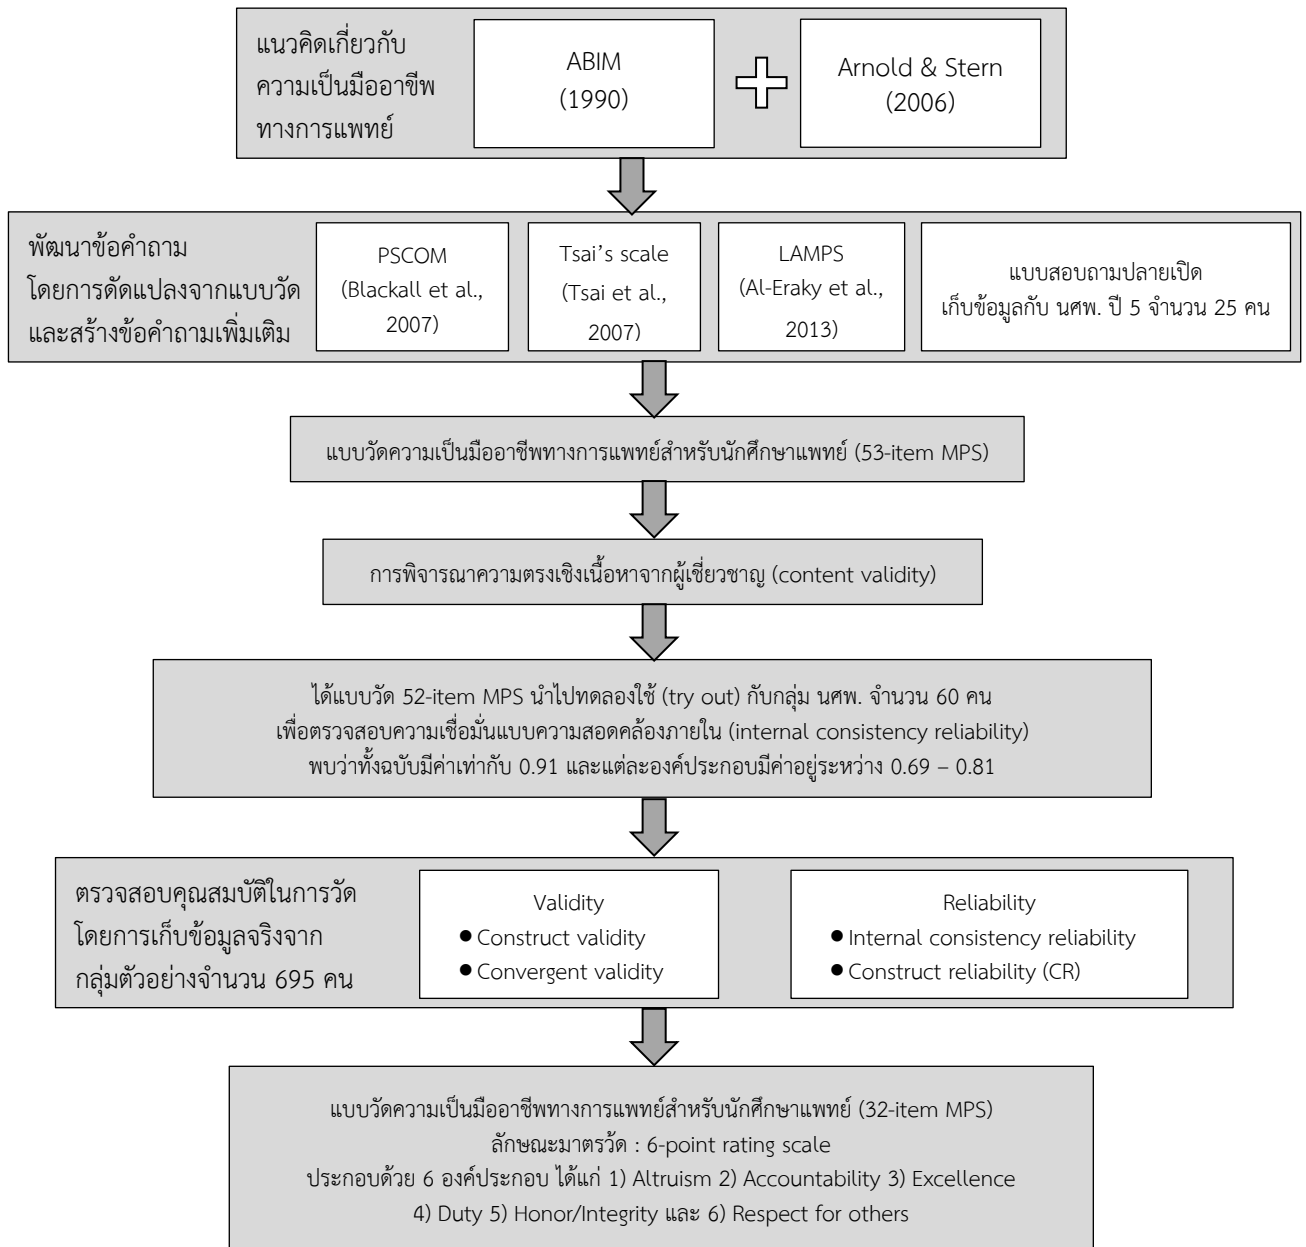 แนวคิดเกี่ยวกับ
ความเป็นมืออาชีพ
ทางการแพทย์
ABIM
(1990)
Arnold & Stern
(2006)
พัฒนาข้อคำถาม
โดยการดัดแปลงจากแบบวัด
และสร้างข้อคำถามเพิ่มเติม
PSCOM
(Blackall et al.,
2007)
Tsai’s scale
(Tsai et al.,
2007)
LAMPS
(Al-Eraky et al.,
2013)
แบบสอบถามปลายเปิด
เก็บข้อมูลกับ นศพ. ปี 5 จำนวน 25 คน
แบบวัดความเป็นมืออาชีพทางการแพทย์สำหรับนักศึกษาแพทย์ (53-item MPS)
การพิจารณาความตรงเชิงเนื้อหาจากผู้เชี่ยวชาญ (content validity)
ได้แบบวัด 52-item MPS นำไปทดลองใช้ (try out) กับกลุ่ม นศพ. จำนวน 60 คน
เพื่อตรวจสอบความเชื่อมั่นแบบความสอดคล้องภายใน (internal consistency reliability)
พบว่าทั้งฉบับมีค่าเท่ากับ 0.91 และแต่ละองค์ประกอบมีค่าอยู่ระหว่าง 0.69 – 0.81
ตรวจสอบคุณสมบัติในการวัด
โดยการเก็บข้อมูลจริงจาก
กลุ่มตัวอย่างจำนวน 695 คน
Validity
● Construct validity
● Convergent validity
Reliability
● Internal consistency reliability
● Construct reliability (CR)
แบบวัดความเป็นมืออาชีพทางการแพทย์สำหรับนักศึกษาแพทย์ (32-item MPS)
ลักษณะมาตรวัด : 6-point rating scale
ประกอบด้วย 6 องค์ประกอบ ได้แก่ 1) Altruism 2) Accountability 3) Excellence
4) Duty 5) Honor/Integrity และ 6) Respect for others